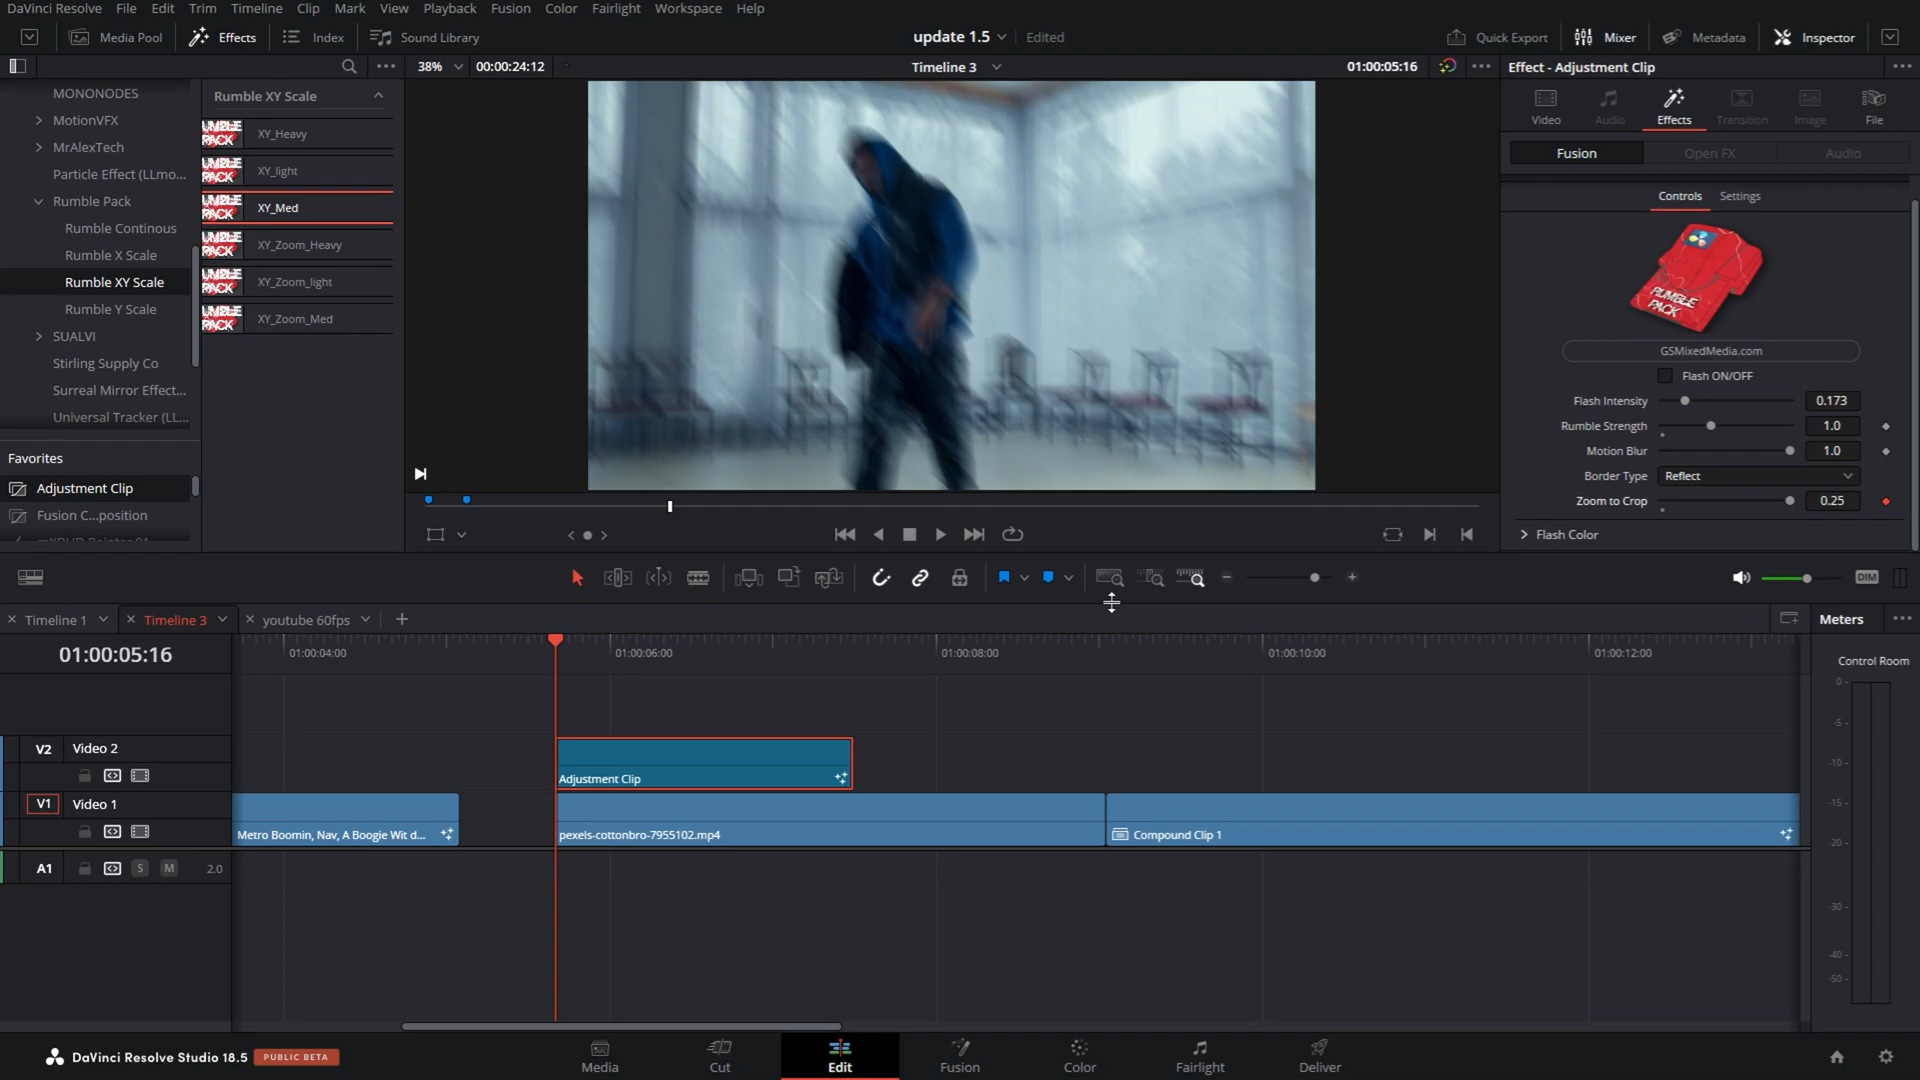 DaVinci Resolve File Edit Trim Timeline Clip Mark View Playback Fusion Color Fairlight Workspace Help
Media Pool Effects Index Sound Library update 1.5 Edited Quick Export Mixer Metadata Inspector
38% 00:00:24:12 Timeline 3 01:00:05:16 Effect - Adjustment Clip
MONONODES
MotionVFX
MrAlexTech
Particle Effect (LLmo...
Rumble Pack
Rumble Continous
Rumble X Scale
Rumble XY Scale
Rumble Y Scale
SUALVI
Stirling Supply Co
Surreal Mirror Effect...
Universal Tracker (LL...
Favorites
Adjustment Clip
Fusion C...position
Rumble XY Scale
XY_Heavy
XY_light
XY_Med
XY_Zoom_Heavy
XY_Zoom_light
XY_Zoom_Med
Video Audio Effects Transition Image File
Fusion Open FX Audio
Controls Settings
RUMBLE
PACK
GSMixedMedia.com
Flash ON/OFF
Flash Intensity 0.173
Rumble Strength 1.0
Motion Blur 1.0
Border Type Reflect
Zoom to Crop 0.25
Flash Color
DIM
Timeline 1 Timeline 3 youtube 60fps Meters
01:00:05:16
01:00:04:00 01:00:06:00 01:00:08:00 01:00:10:00 01:00:12:00
Control Room
0
-5
-10
-15
-20
-30
-40
-50
V2 Video 2
Adjustment Clip
V1 Video 1
Metro Boomin, Nav, A Boogie Wit d... pexels-cottonbro-7955102.mp4 Compound Clip 1
A1 S M 2.0
DaVinci Resolve Studio 18.5 PUBLIC BETA
Media Cut Edit Fusion Color Fairlight Deliver